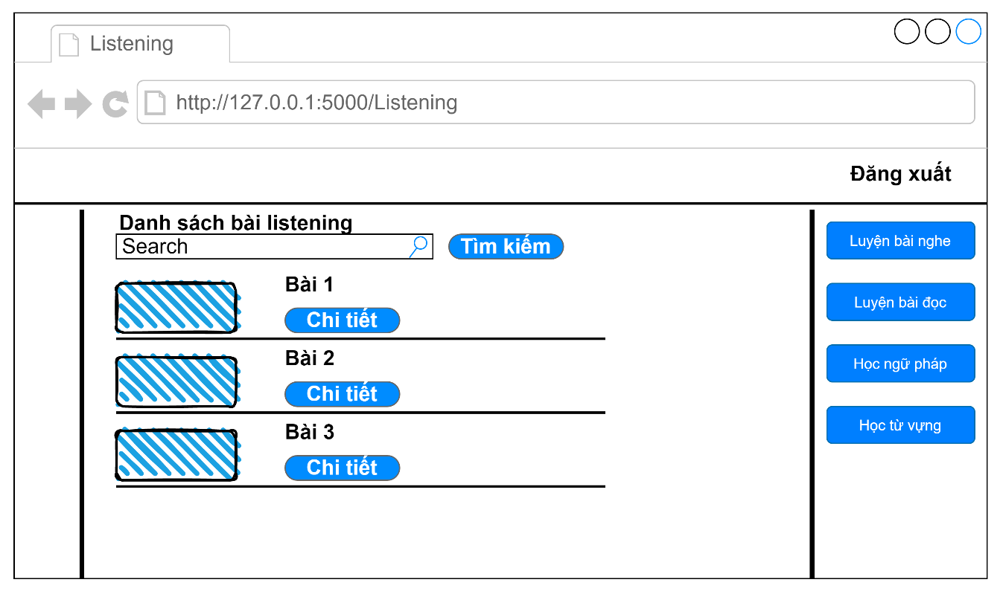 Listening
http://127.0.0.1:5000/Listening
Đăng xuất
Danh sách bài listening
Search
Tìm kiếm
Bài 1
Chi tiết
Bài 2
Chi tiết
Bài 3
Chi tiết
Luyện bài nghe
Luyện bài đọc
Học ngữ pháp
Học từ vựng